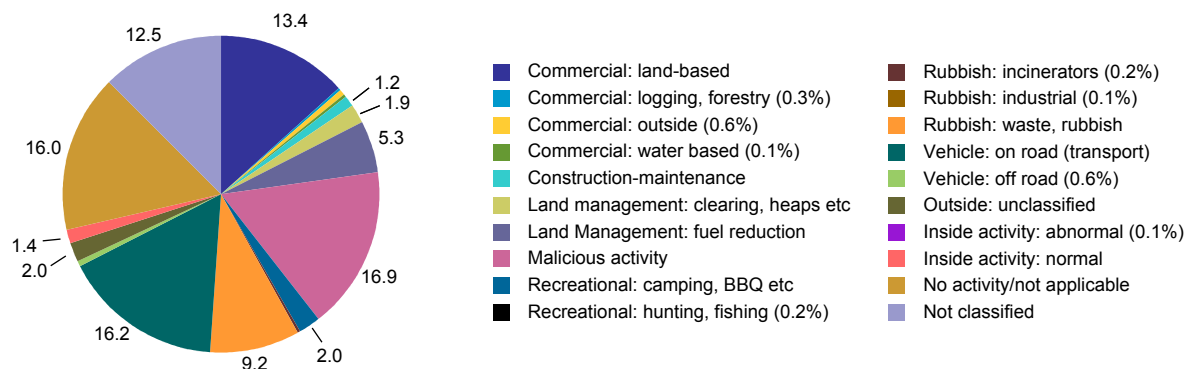 13.4
12.5
1.2
1.9
5.3
16.0
16.9
1.4
2.0
16.2
9.2
2.0
Commercial: land-based
Commercial: logging, forestry (0.3%)
Commercial: outside (0.6%)
Commercial: water based (0.1%)
Construction-maintenance
Land management: clearing, heaps etc
Land Management: fuel reduction
Malicious activity
Recreational: camping, BBQ etc
Recreational: hunting, fishing (0.2%)
Rubbish: incinerators (0.2%)
Rubbish: industrial (0.1%)
Rubbish: waste, rubbish
Vehicle: on road (transport)
Vehicle: off road (0.6%)
Outside: unclassified
Inside activity: abnormal (0.1%)
Inside activity: normal
No activity/not applicable
Not classified